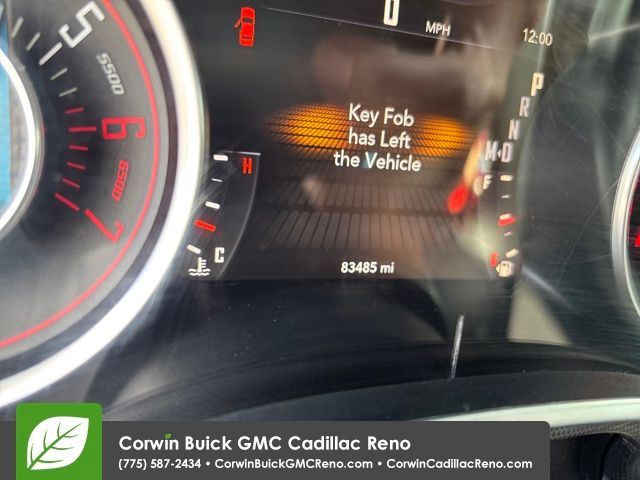 0
MPH
12:00
5
5500
6
6500
7
P
R
N
M◂D
Key Fob
has Left
the Vehicle
H
C
F
E
83485 mi
Corwin Buick GMC Cadillac Reno
(775) 587-2434 • CorwinBuickGMCReno.com • CorwinCadillacReno.com